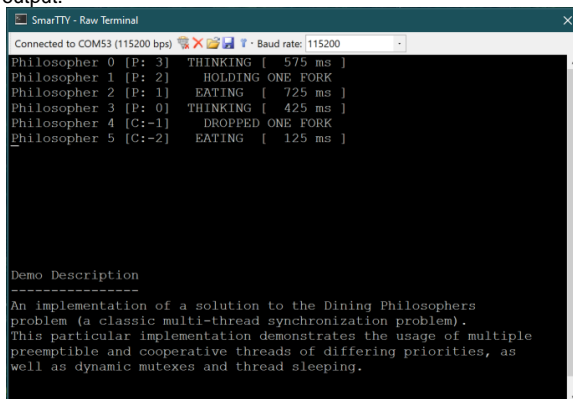 output.
SmarTTY - Raw Terminal
Connected to COM53 (115200 bps) Baud rate: 115200
Philosopher 0 [P: 3]  THINKING [  575 ms ]
Philosopher 1 [P: 2]    HOLDING ONE FORK
Philosopher 2 [P: 1]   EATING  [  725 ms ]
Philosopher 3 [P: 0]  THINKING [  425 ms ]
Philosopher 4 [C:-1]    DROPPED ONE FORK
Philosopher 5 [C:-2]   EATING  [  125 ms ]
Demo Description
----------------
An implementation of a solution to the Dining Philosophers
problem (a classic multi-thread synchronization problem).
This particular implementation demonstrates the usage of multiple
preemptible and cooperative threads of differing priorities, as
well as dynamic mutexes and thread sleeping.